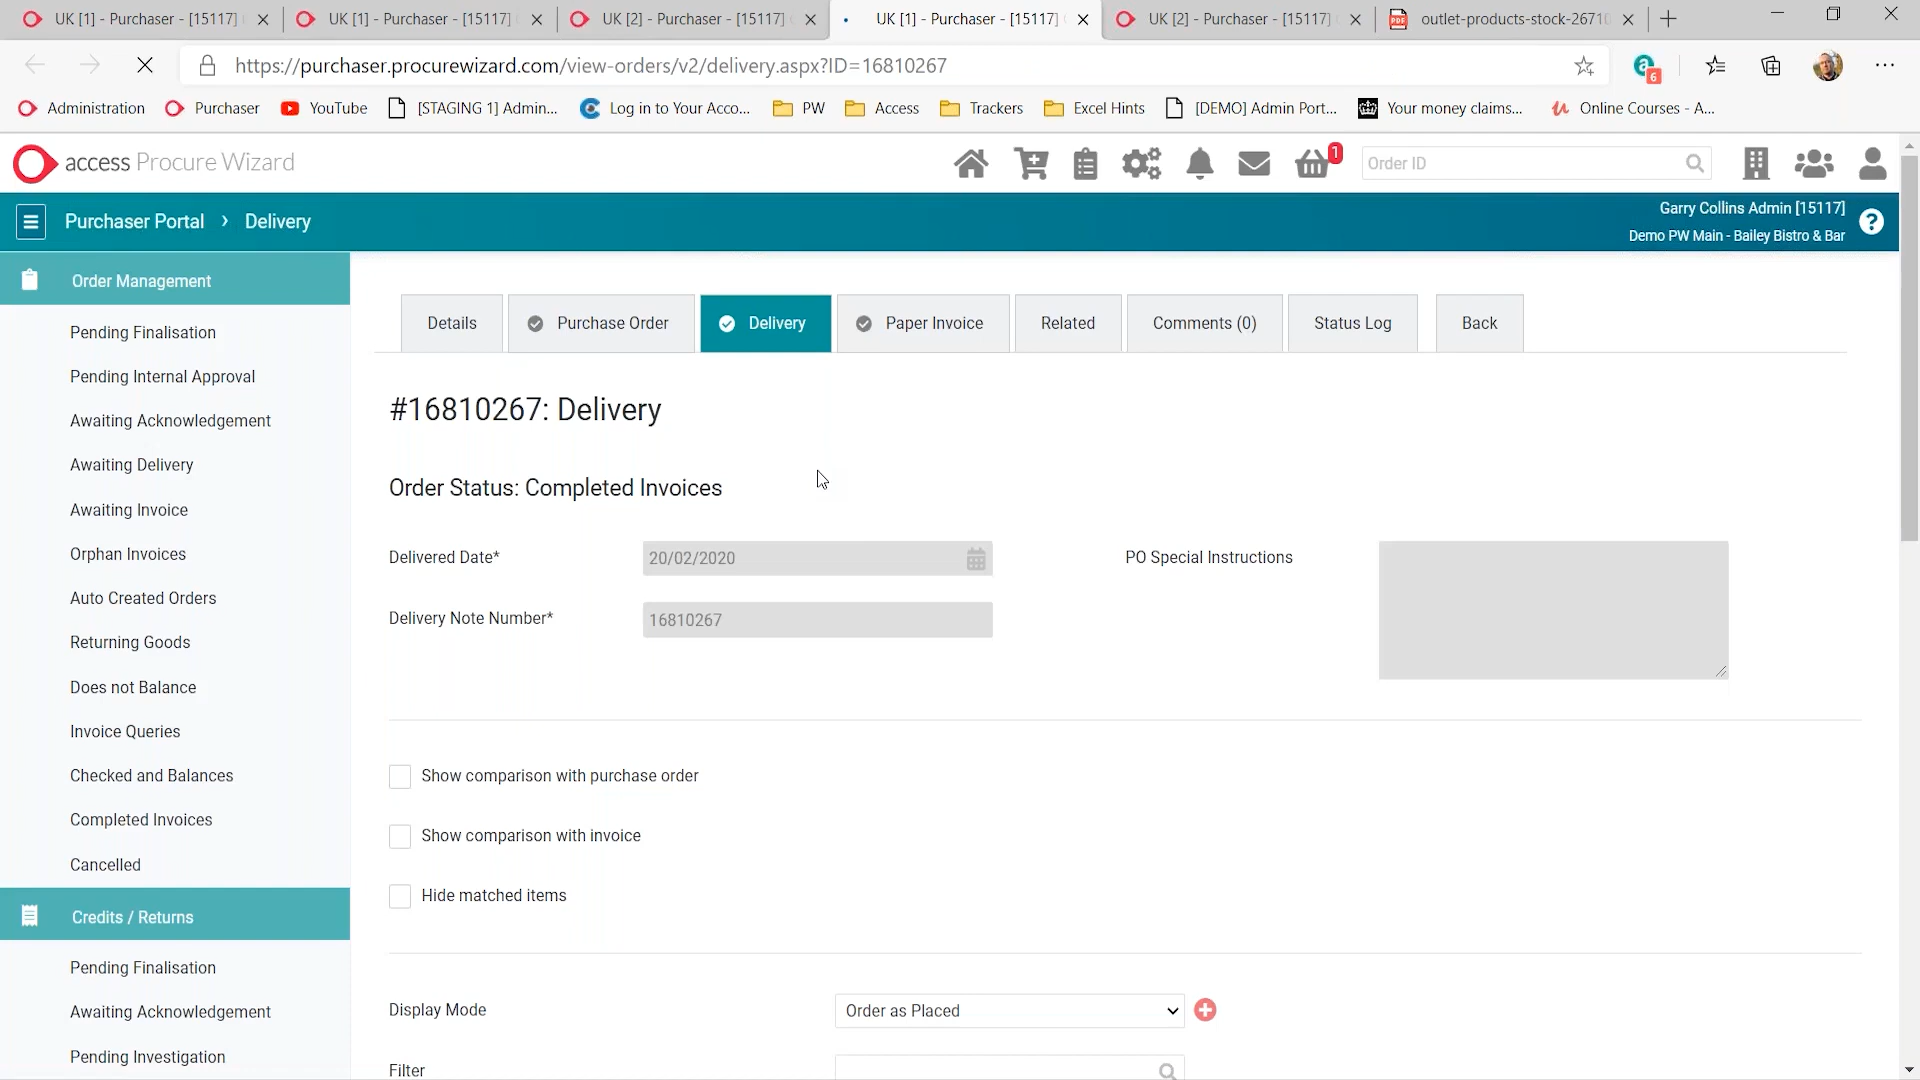 UK [1] - Purchaser - [15117]
UK [1] - Purchaser - [15117]
UK [2] - Purchaser - [15117]
UK [1] - Purchaser - [15117]
UK [2] - Purchaser - [15117]
outlet-products-stock-26710
https://purchaser.procurewizard.com/view-orders/v2/delivery.aspx?ID=16810267
6
Administration
Purchaser
YouTube
[STAGING 1] Admin...
Log in to Your Acco...
PW
Access
Trackers
Excel Hints
[DEMO] Admin Port...
Your money claims...
Online Courses - A...
access Procure Wizard
1
Order ID
Purchaser Portal › Delivery
Garry Collins Admin [15117]
Demo PW Main - Bailey Bistro & Bar
Order Management
Pending Finalisation
Pending Internal Approval
Awaiting Acknowledgement
Awaiting Delivery
Awaiting Invoice
Orphan Invoices
Auto Created Orders
Returning Goods
Does not Balance
Invoice Queries
Checked and Balances
Completed Invoices
Cancelled
Credits / Returns
Pending Finalisation
Awaiting Acknowledgement
Pending Investigation
Details
Purchase Order
Delivery
Paper Invoice
Related
Comments (0)
Status Log
Back
#16810267: Delivery
Order Status: Completed Invoices
Delivered Date*
20/02/2020
PO Special Instructions
Delivery Note Number*
16810267
Show comparison with purchase order
Show comparison with invoice
Hide matched items
Display Mode
Order as Placed
Filter